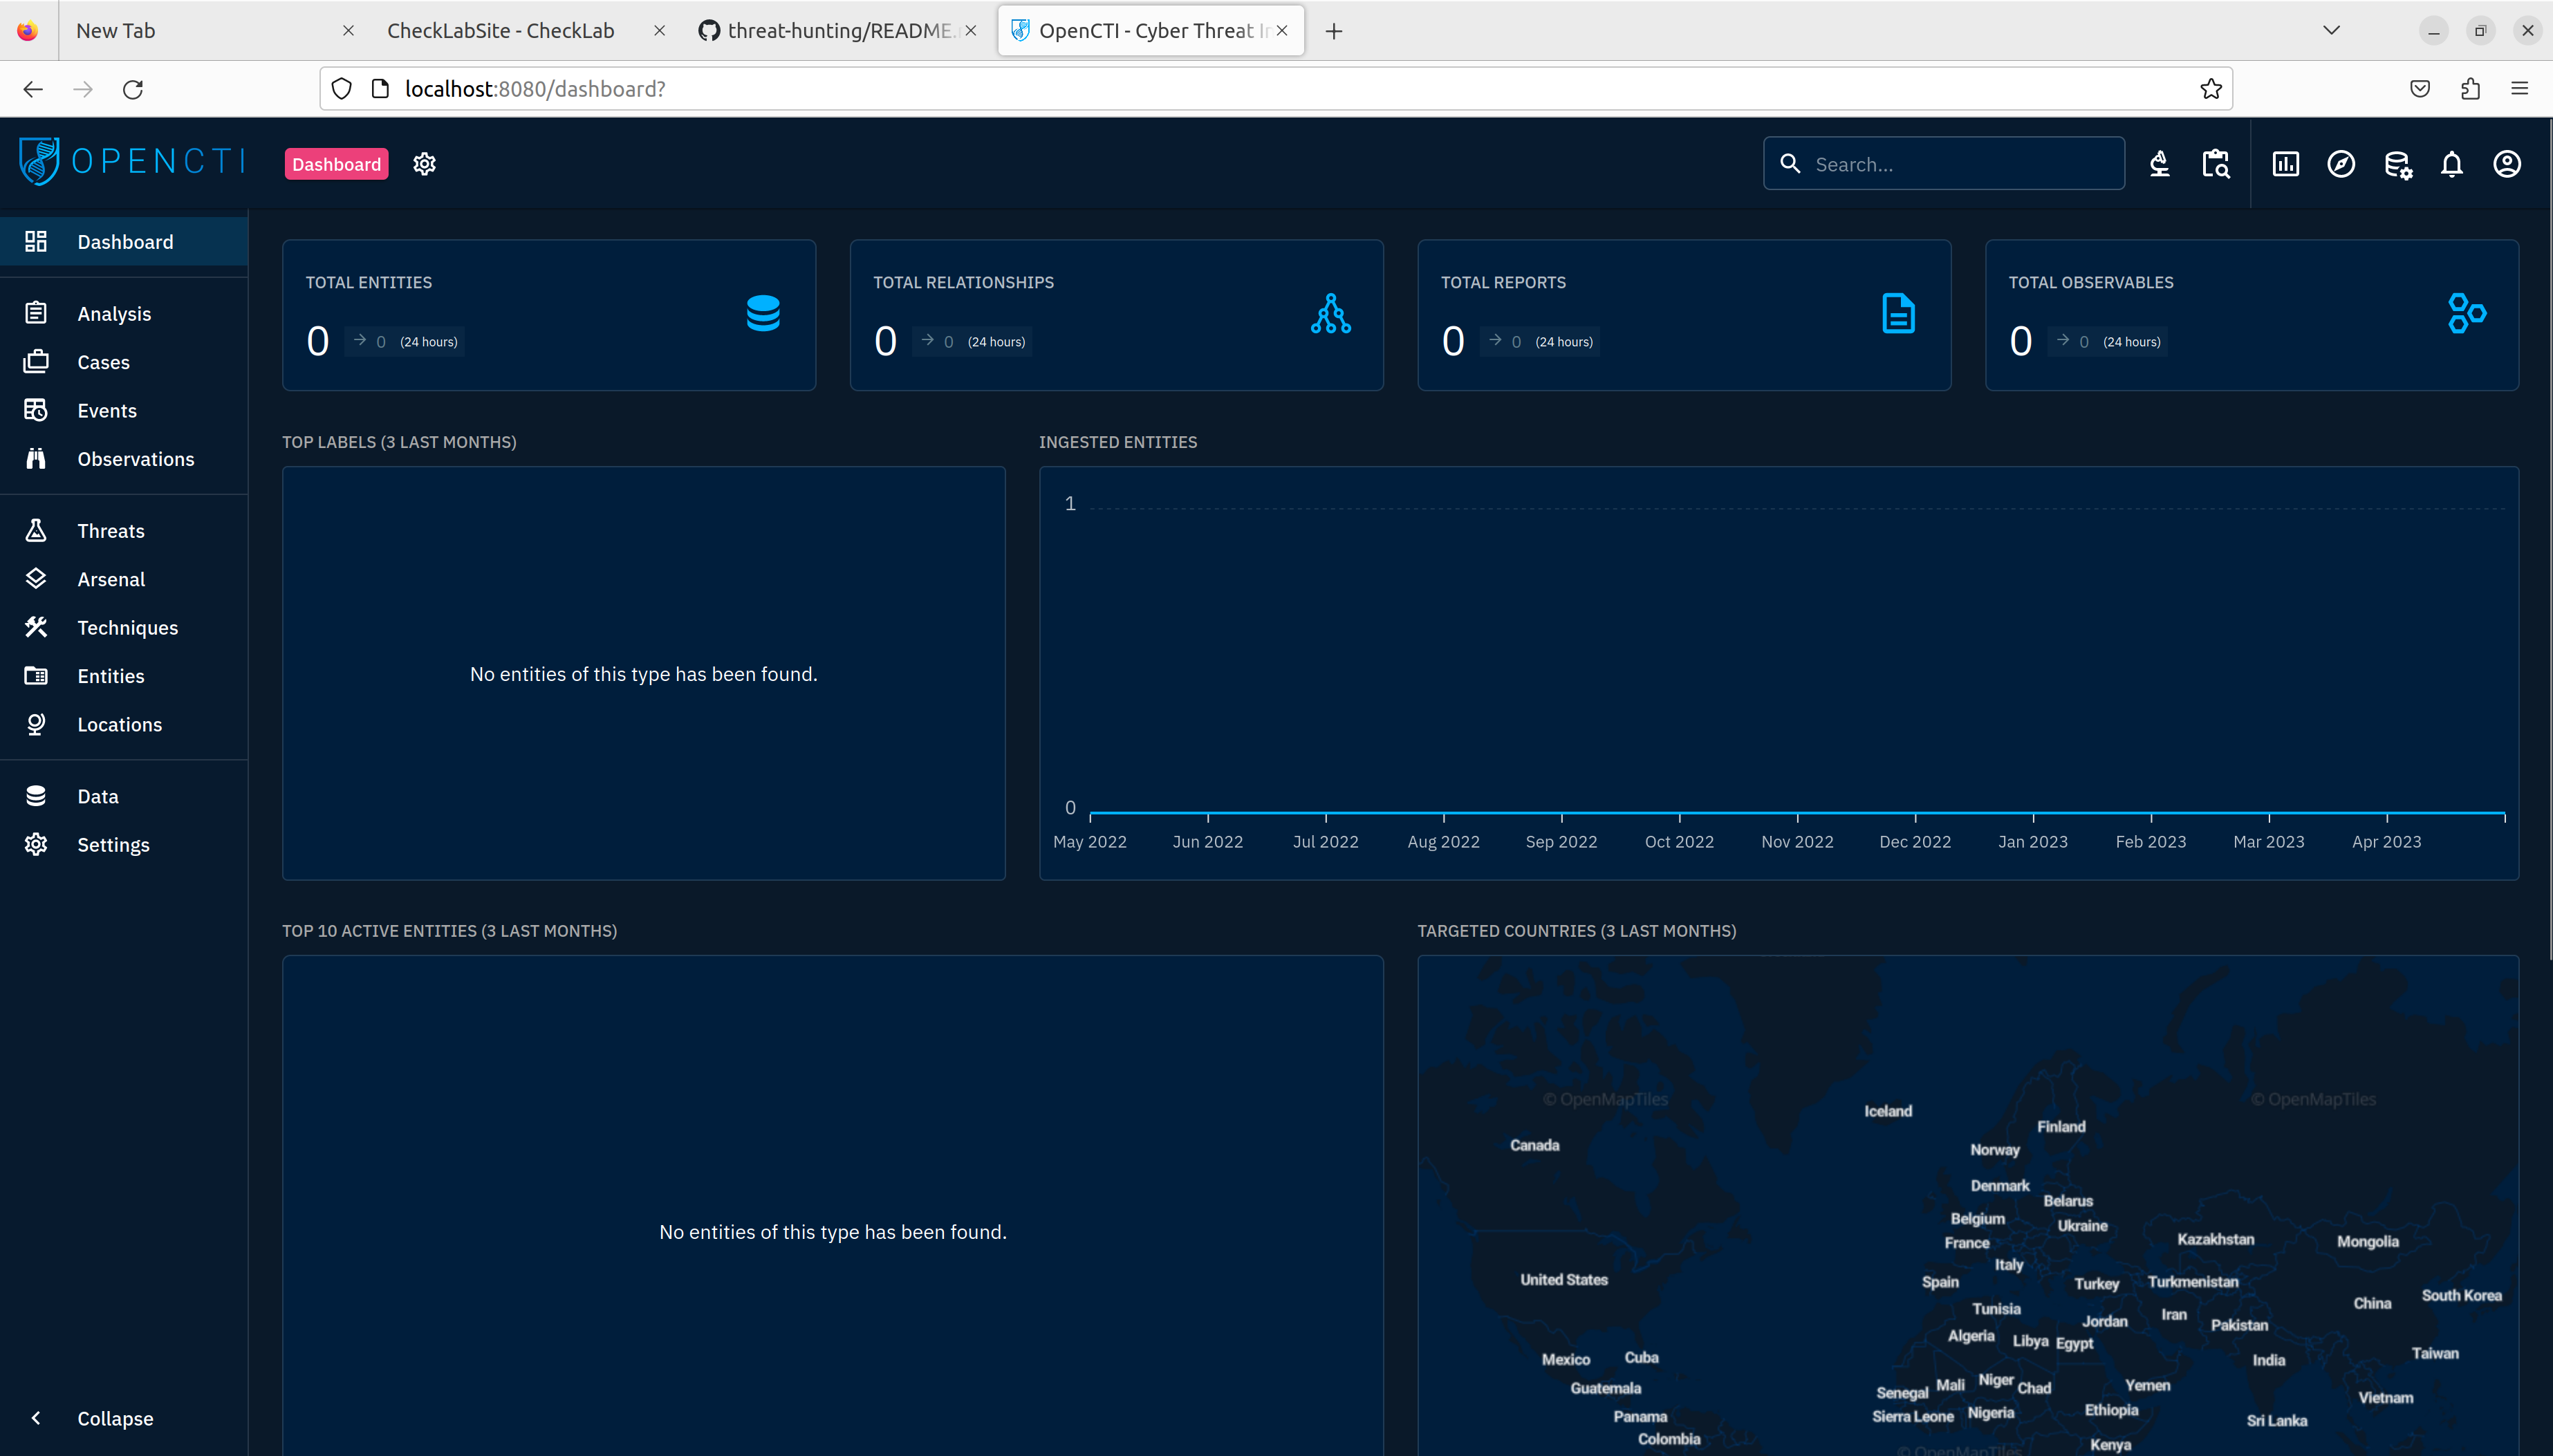 New Tab
CheckLabSite - CheckLab
threat-hunting/README.
OpenCTI - Cyber Threat In
localhost:8080/dashboard?
OPENCTI
Dashboard
Search...
Dashboard
Analysis
Cases
Events
Observations
Threats
Arsenal
Techniques
Entities
Locations
Data
Settings
Collapse
TOTAL ENTITIES
0 0 (24 hours)
TOTAL RELATIONSHIPS
0 0 (24 hours)
TOTAL REPORTS
0 0 (24 hours)
TOTAL OBSERVABLES
0 0 (24 hours)
TOP LABELS (3 LAST MONTHS)
No entities of this type has been found.
INGESTED ENTITIES
1
0
May 2022 Jun 2022 Jul 2022 Aug 2022 Sep 2022 Oct 2022 Nov 2022 Dec 2022 Jan 2023 Feb 2023 Mar 2023 Apr 2023
TOP 10 ACTIVE ENTITIES (3 LAST MONTHS)
No entities of this type has been found.
TARGETED COUNTRIES (3 LAST MONTHS)
© OpenMapTiles
© OpenMapTiles
Iceland
Finland
Canada
Norway
Denmark
Belarus
Belgium
Ukraine
France
Kazakhstan
Mongolia
Italy
United States
Spain
Turkey
Turkmenistan
South Korea
China
Tunisia
Iran
Jordan
Pakistan
Algeria
Libya
Egypt
Taiwan
Mexico
Cuba
India
Niger
Mali
Chad
Yemen
Guatemala
Senegal
Vietnam
Ethiopia
Nigeria
Sierra Leone
Panama
Sri Lanka
Colombia
Kenya
© OpenMapTiles